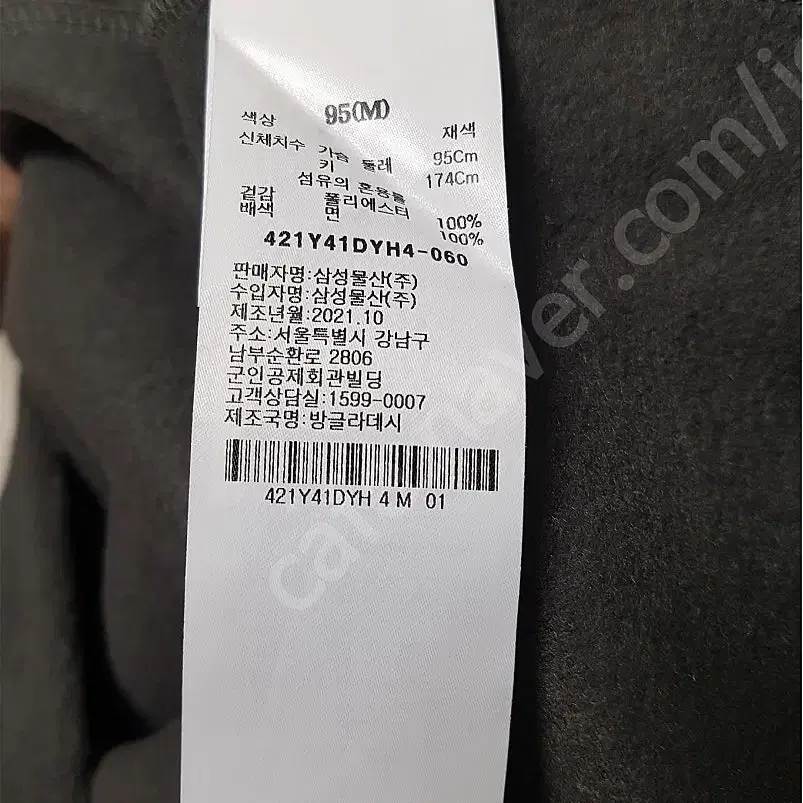 95(M)
색상 재색
신체치수 가슴 둘레 95Cm
키 174Cm
섬유의 혼용률
겉감 폴리에스터 100%
배색 면 100%
421Y41DYH4-060
판매자명:삼성물산(주)
수입자명:삼성물산(주)
제조년월:2021.10
주소:서울특별시 강남구
남부순환로 2806
군인공제회관빌딩
고객상담실:1599-0007
제조국명:방글라데시
421Y41DYH 4 M 01
cafe.naver.com/jo